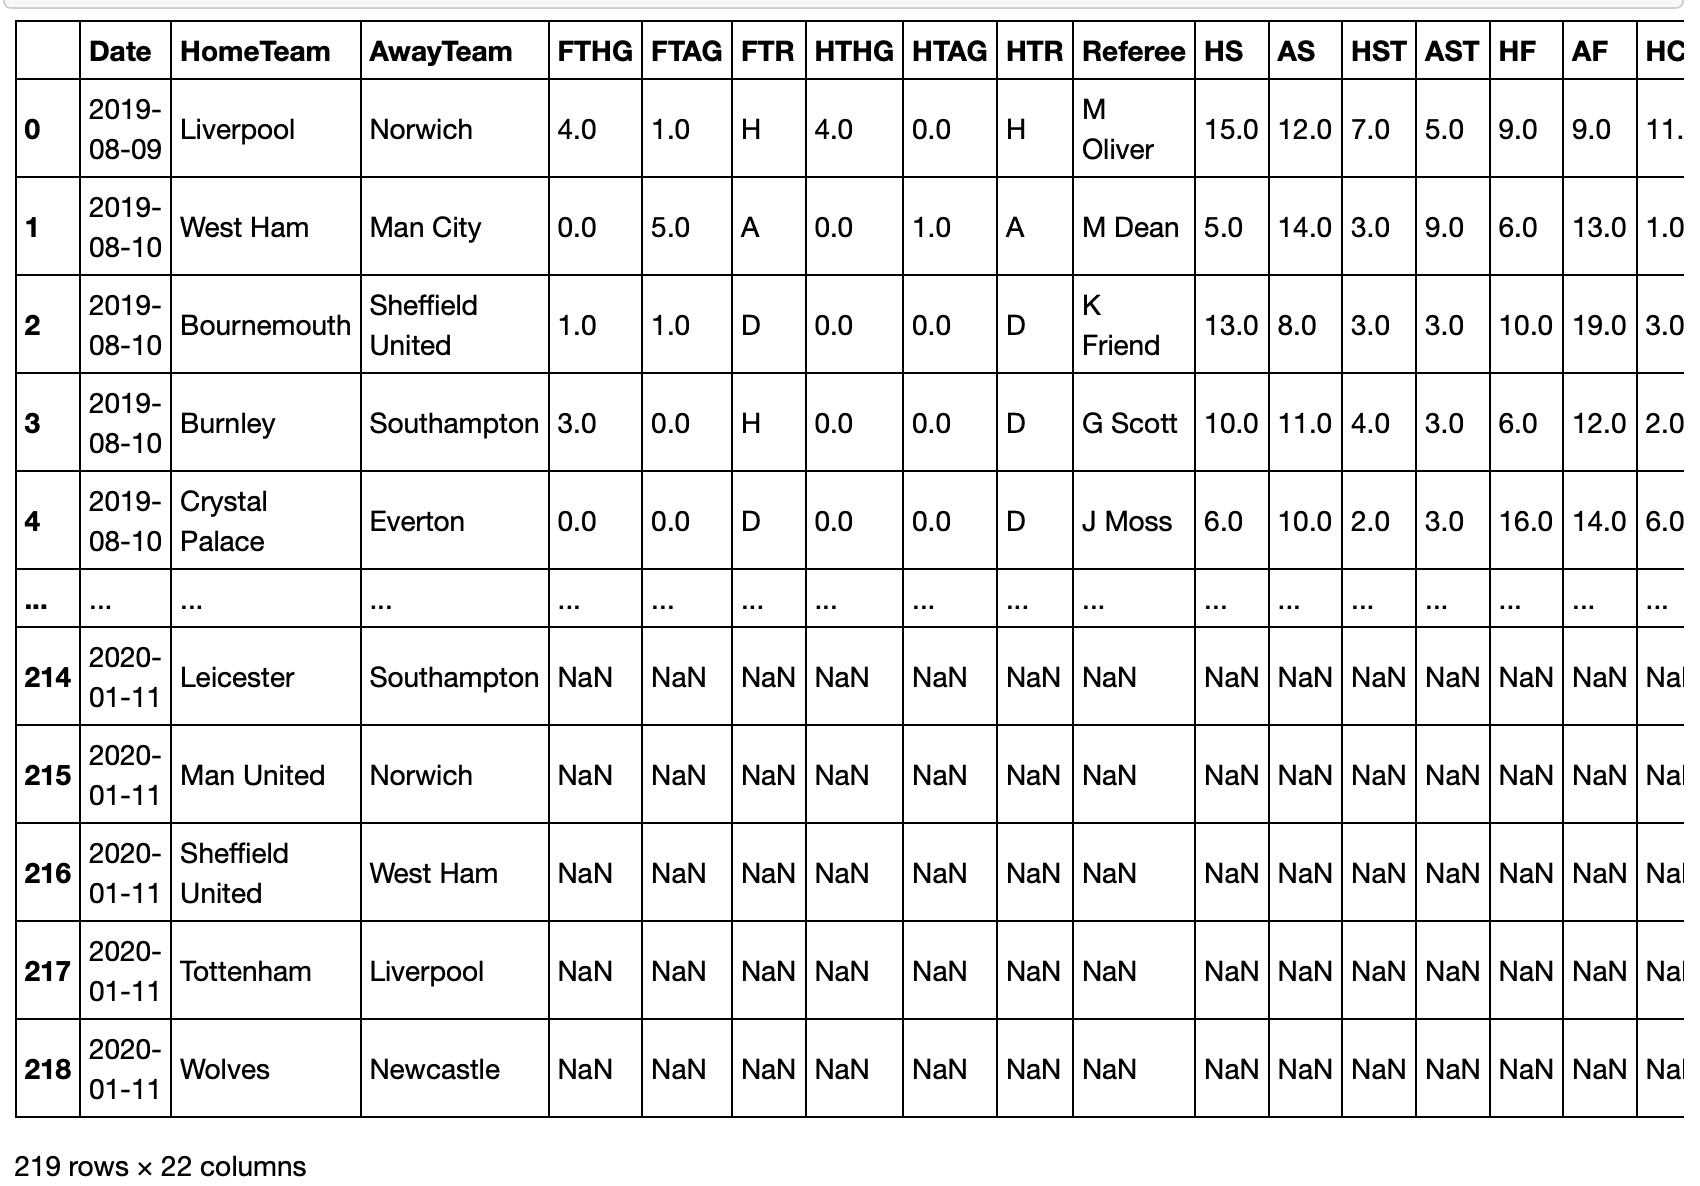 Date HomeTeam AwayTeam FTHG FTAG FTR HTHG HTAG HTR Referee HS AS HST AST HF AF HC
0 2019-08-09 Liverpool Norwich 4.0 1.0 H 4.0 0.0 H M Oliver 15.0 12.0 7.0 5.0 9.0 9.0 11.
1 2019-08-10 West Ham Man City 0.0 5.0 A 0.0 1.0 A M Dean 5.0 14.0 3.0 9.0 6.0 13.0 1.0
2 2019-08-10 Bournemouth Sheffield United 1.0 1.0 D 0.0 0.0 D K Friend 13.0 8.0 3.0 3.0 10.0 19.0 3.0
3 2019-08-10 Burnley Southampton 3.0 0.0 H 0.0 0.0 D G Scott 10.0 11.0 4.0 3.0 6.0 12.0 2.0
4 2019-08-10 Crystal Palace Everton 0.0 0.0 D 0.0 0.0 D J Moss 6.0 10.0 2.0 3.0 16.0 14.0 6.0
... ... ... ... ... ... ... ... ... ... ... ... ... ... ... ... ... ...
214 2020-01-11 Leicester Southampton NaN NaN NaN NaN NaN NaN NaN NaN NaN NaN NaN NaN NaN Na
215 2020-01-11 Man United Norwich NaN NaN NaN NaN NaN NaN NaN NaN NaN NaN NaN NaN NaN Na
216 2020-01-11 Sheffield United West Ham NaN NaN NaN NaN NaN NaN NaN NaN NaN NaN NaN NaN NaN Na
217 2020-01-11 Tottenham Liverpool NaN NaN NaN NaN NaN NaN NaN NaN NaN NaN NaN NaN NaN Na
218 2020-01-11 Wolves Newcastle NaN NaN NaN NaN NaN NaN NaN NaN NaN NaN NaN NaN NaN Na
219 rows × 22 columns